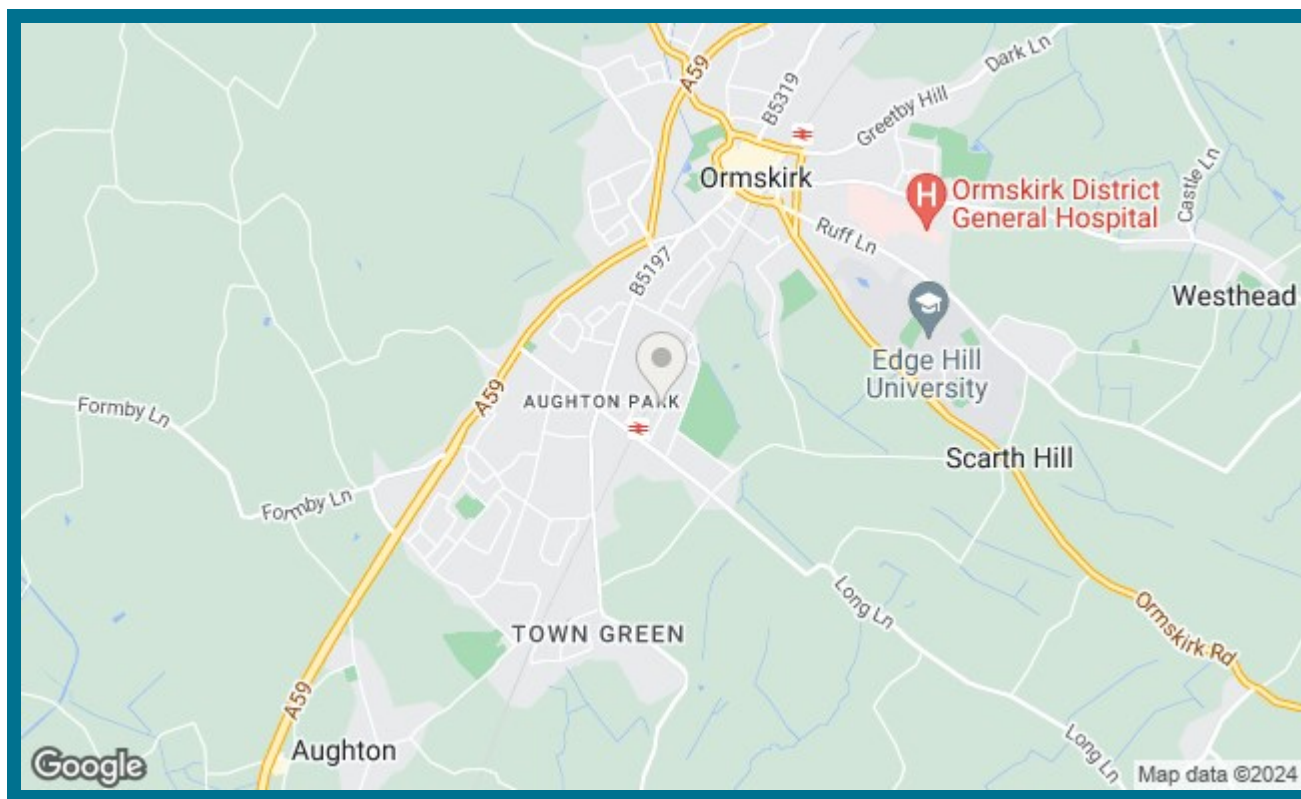 A59
B5319
Dark Ln
Greetby Hill
Ormskirk
Castle Ln
Ormskirk District
General Hospital
H
Ruff Ln
B5197
Westhead
Edge Hill
University
A59
AUGHTON PARK
Formby Ln
Scarth Hill
Formby Ln
Long Ln
Ormskirk Rd
TOWN GREEN
A59
Aughton
Long Ln
Google
Map data ©2024